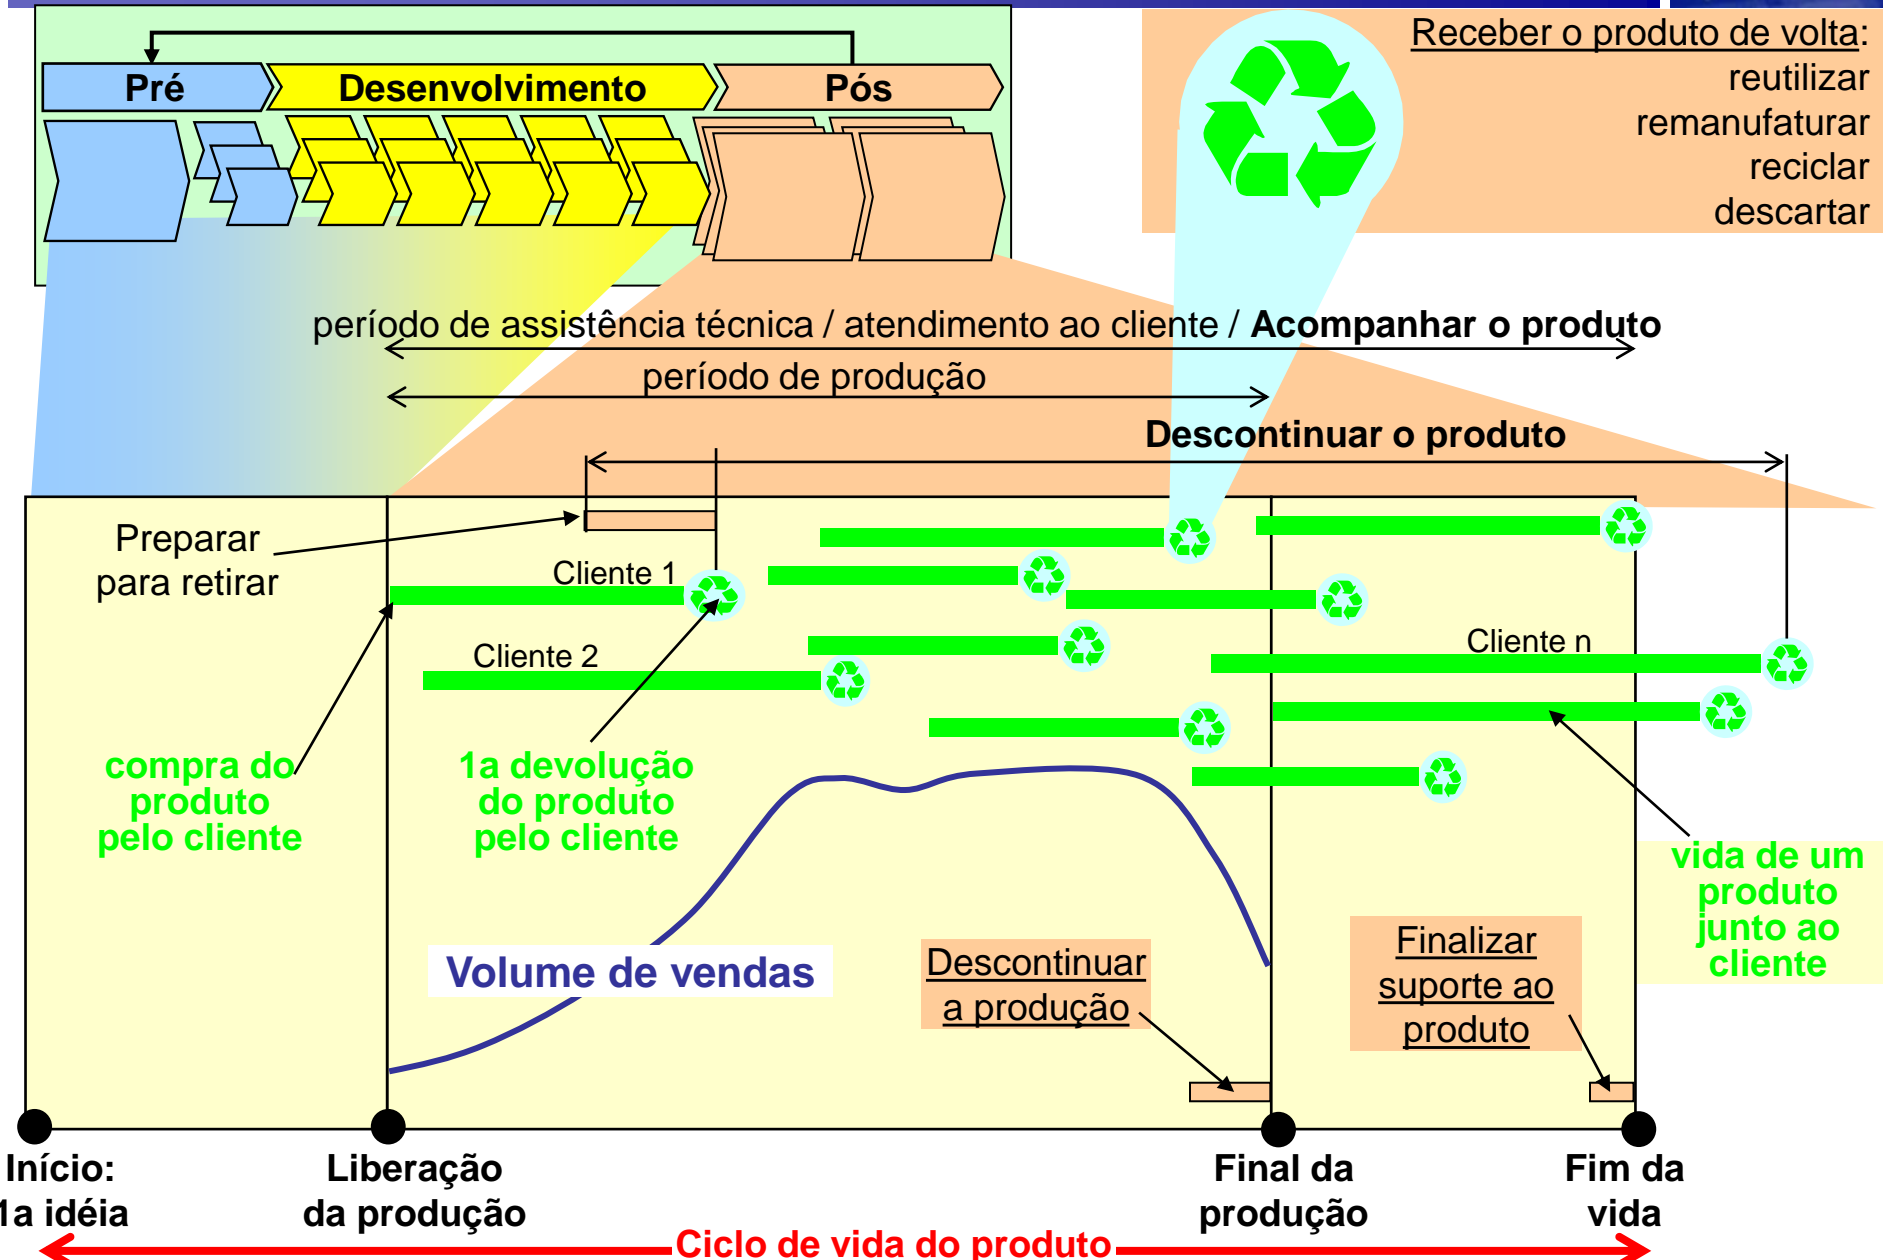 Receber o produto de volta:
reutilizar
remanufaturar
reciclar
descartar
Pré
Desenvolvimento
Pós
período de assistência técnica / atendimento ao cliente / Acompanhar o produto
período de produção
Descontinuar o produto
Preparar
para retirar
Cliente 1
Cliente 2
Cliente n
compra do
produto
pelo cliente
1a devolução
do produto
pelo cliente
vida de um
produto
junto ao
cliente
Volume de vendas
Descontinuar
a produção
Finalizar
suporte ao
produto
Início:
1a idéia
Liberação
da produção
Final da
produção
Fim da
vida
Ciclo de vida do produto